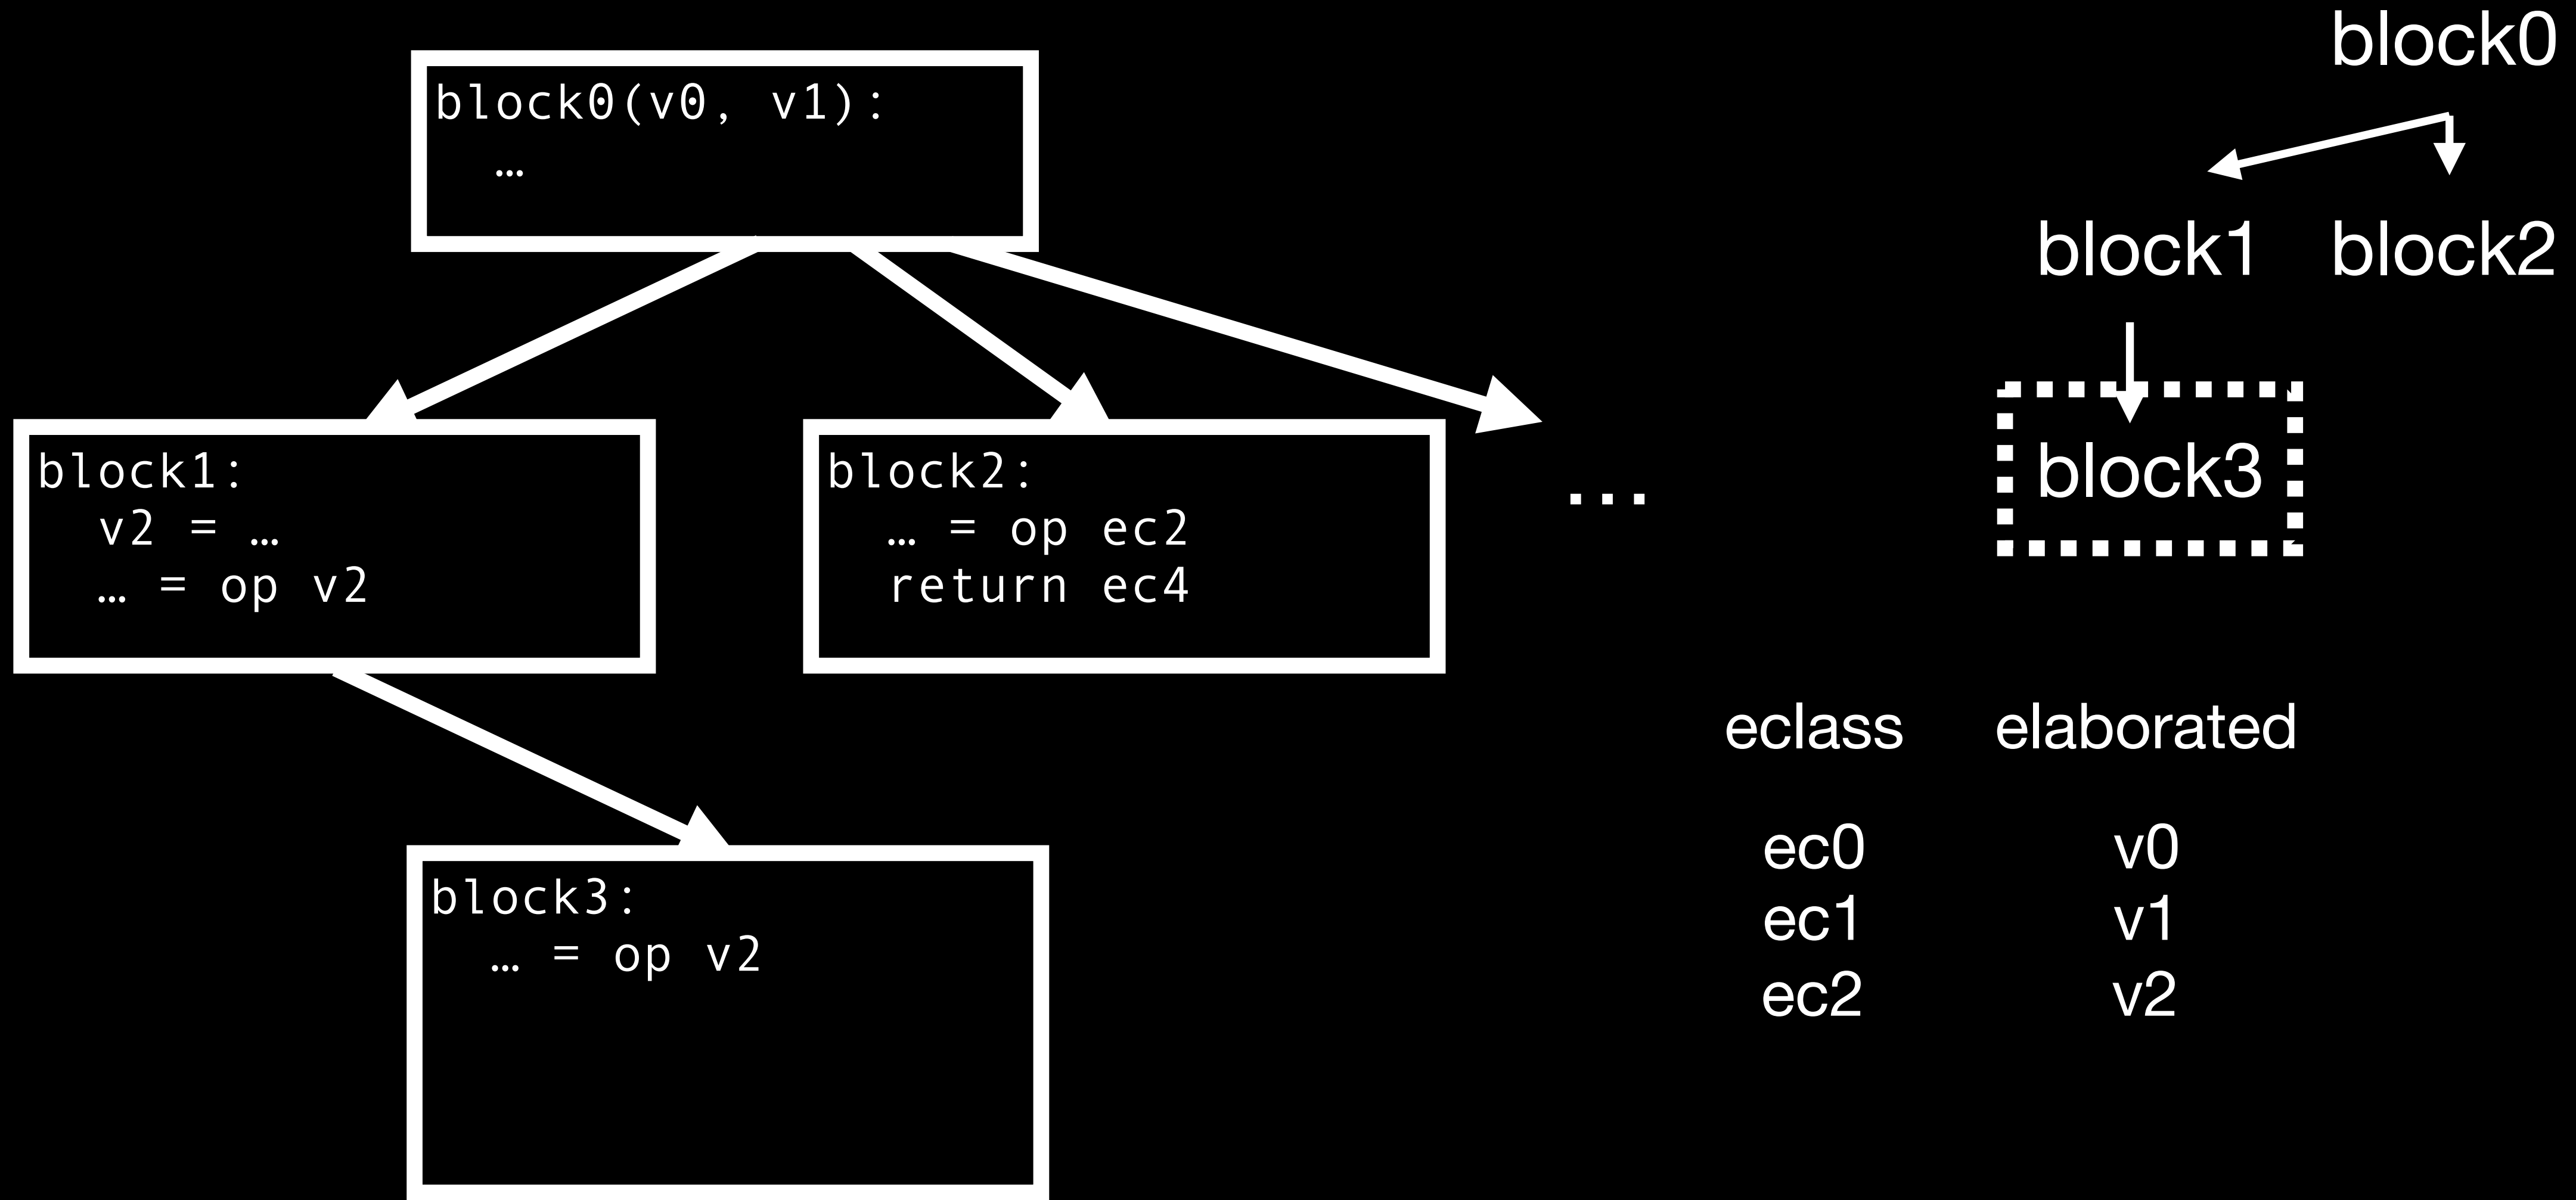 block0(v0, v1):
…
block1:
v2 = …
… = op v2
block2:
… = op ec2
return ec4
...
block3:
… = op v2
block0
block1 block2
block3
eclass elaborated
ec0 v0
ec1 v1
ec2 v2